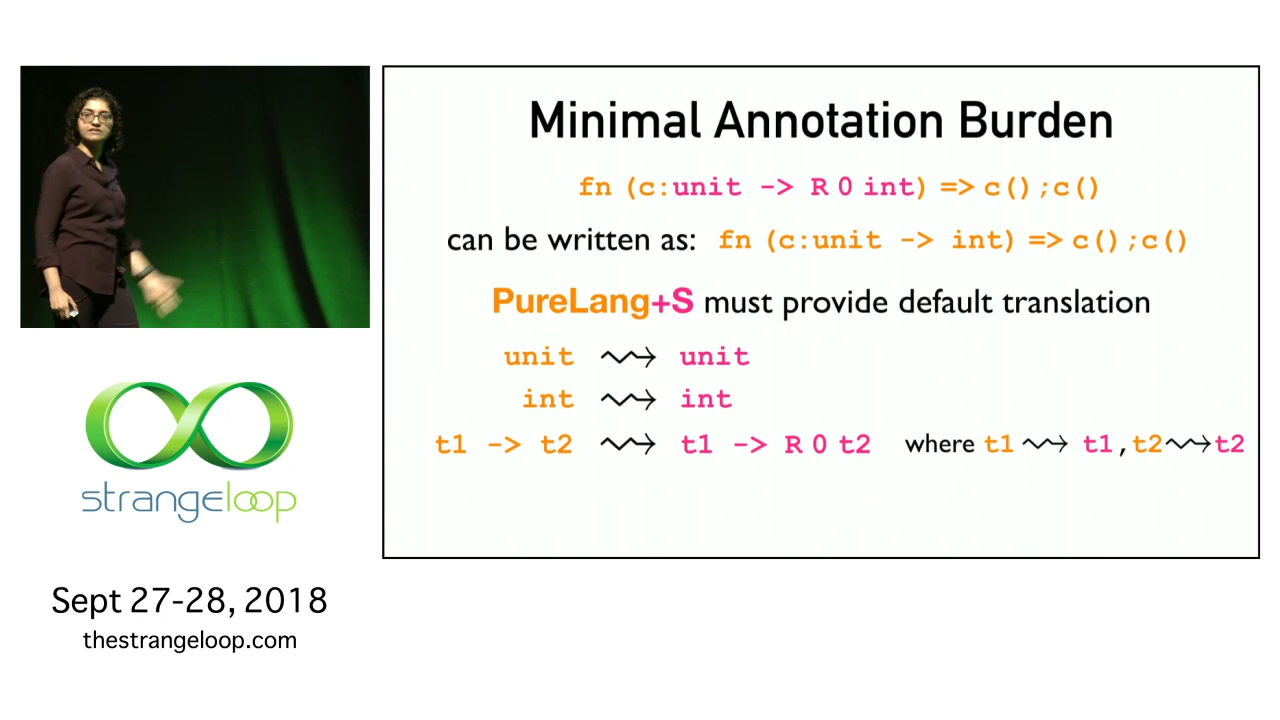 Minimal Annotation Burden
fn (c:unit -> R 0 int) => c();c()
can be written as: fn (c:unit -> int) => c();c()
PureLang+S must provide default translation
unit ⇝ unit
int ⇝ int
t1 -> t2 ⇝ t1 -> R 0 t2 where t1 ⇝ t1, t2 ⇝ t2
strangeloop
Sept 27-28, 2018
thestrangeloop.com